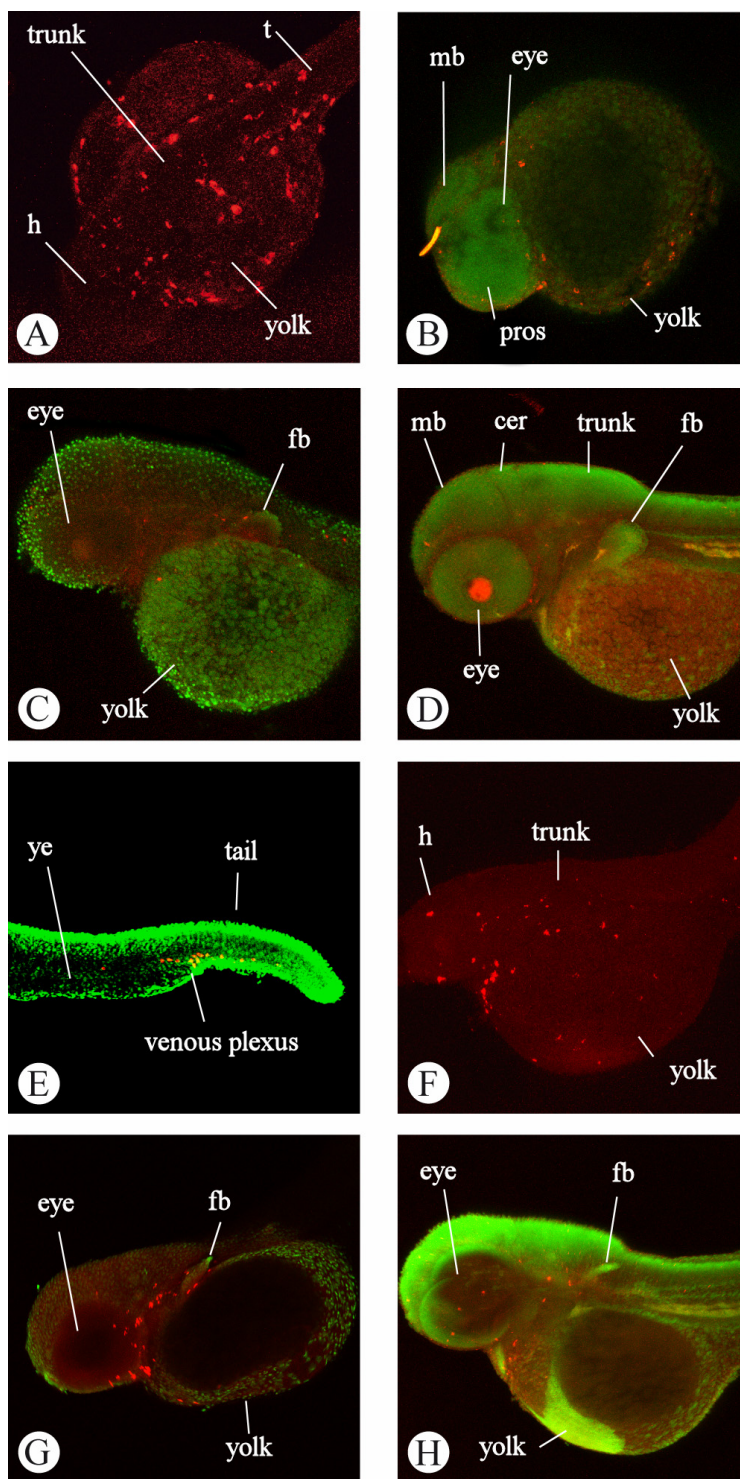 trunk t
h
yolk
A
mb eye
pros yolk
B
eye fb
yolk
C
mb cer trunk fb
eye yolk
D
ye tail
venous plexus
E
h trunk
yolk
F
eye fb
yolk
G
eye fb
yolk
H